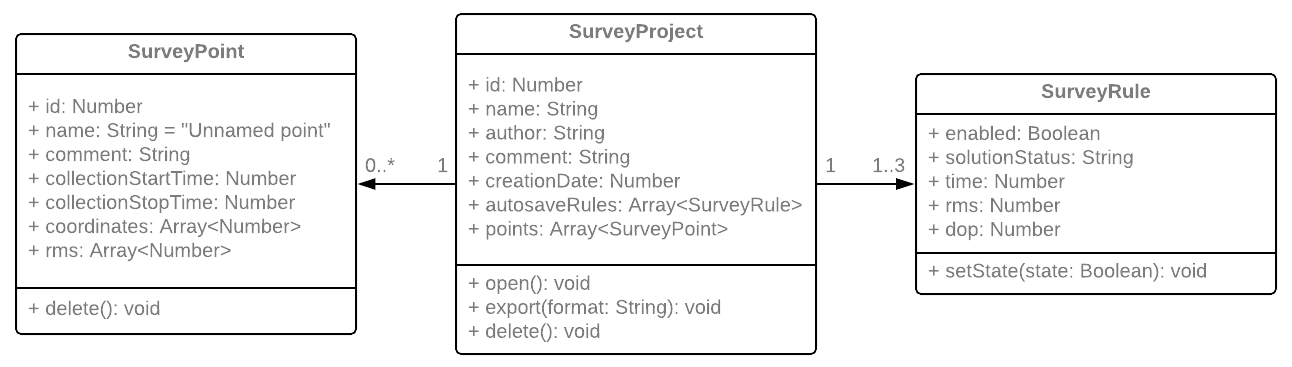 SurveyPoint
+ id: Number
+ name: String = "Unnamed point"
+ comment: String
+ collectionStartTime: Number
+ collectionStopTime: Number
+ coordinates: Array<Number>
+ rms: Array<Number>
+ delete(): void
0..*
1
SurveyProject
+ id: Number
+ name: String
+ author: String
+ comment: String
+ creationDate: Number
+ autosaveRules: Array<SurveyRule>
+ points: Array<SurveyPoint>
+ open(): void
+ export(format: String): void
+ delete(): void
1
1..3
SurveyRule
+ enabled: Boolean
+ solutionStatus: String
+ time: Number
+ rms: Number
+ dop: Number
+ setState(state: Boolean): void